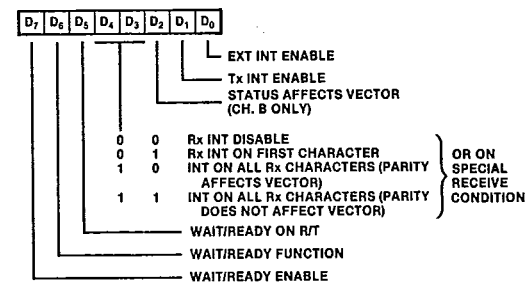 D7 D6 D5 D4 D3 D2 D1 D0
EXT INT ENABLE
Tx INT ENABLE
STATUS AFFECTS VECTOR
(CH. B ONLY)
0 0 Rx INT DISABLE
0 1 Rx INT ON FIRST CHARACTER
1 0 INT ON ALL Rx CHARACTERS (PARITY
AFFECTS VECTOR)
1 1 INT ON ALL Rx CHARACTERS (PARITY
DOES NOT AFFECT VECTOR)
OR ON
SPECIAL
RECEIVE
CONDITION
WAIT/READY ON R/T
WAIT/READY FUNCTION
WAIT/READY ENABLE